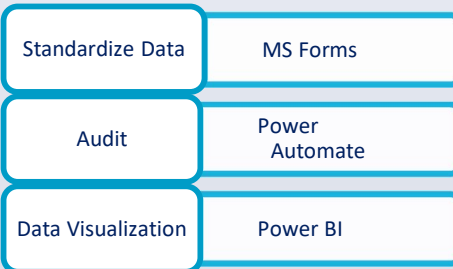 Standardize Data
MS Forms
Audit
Power
Automate
Data Visualization
Power BI